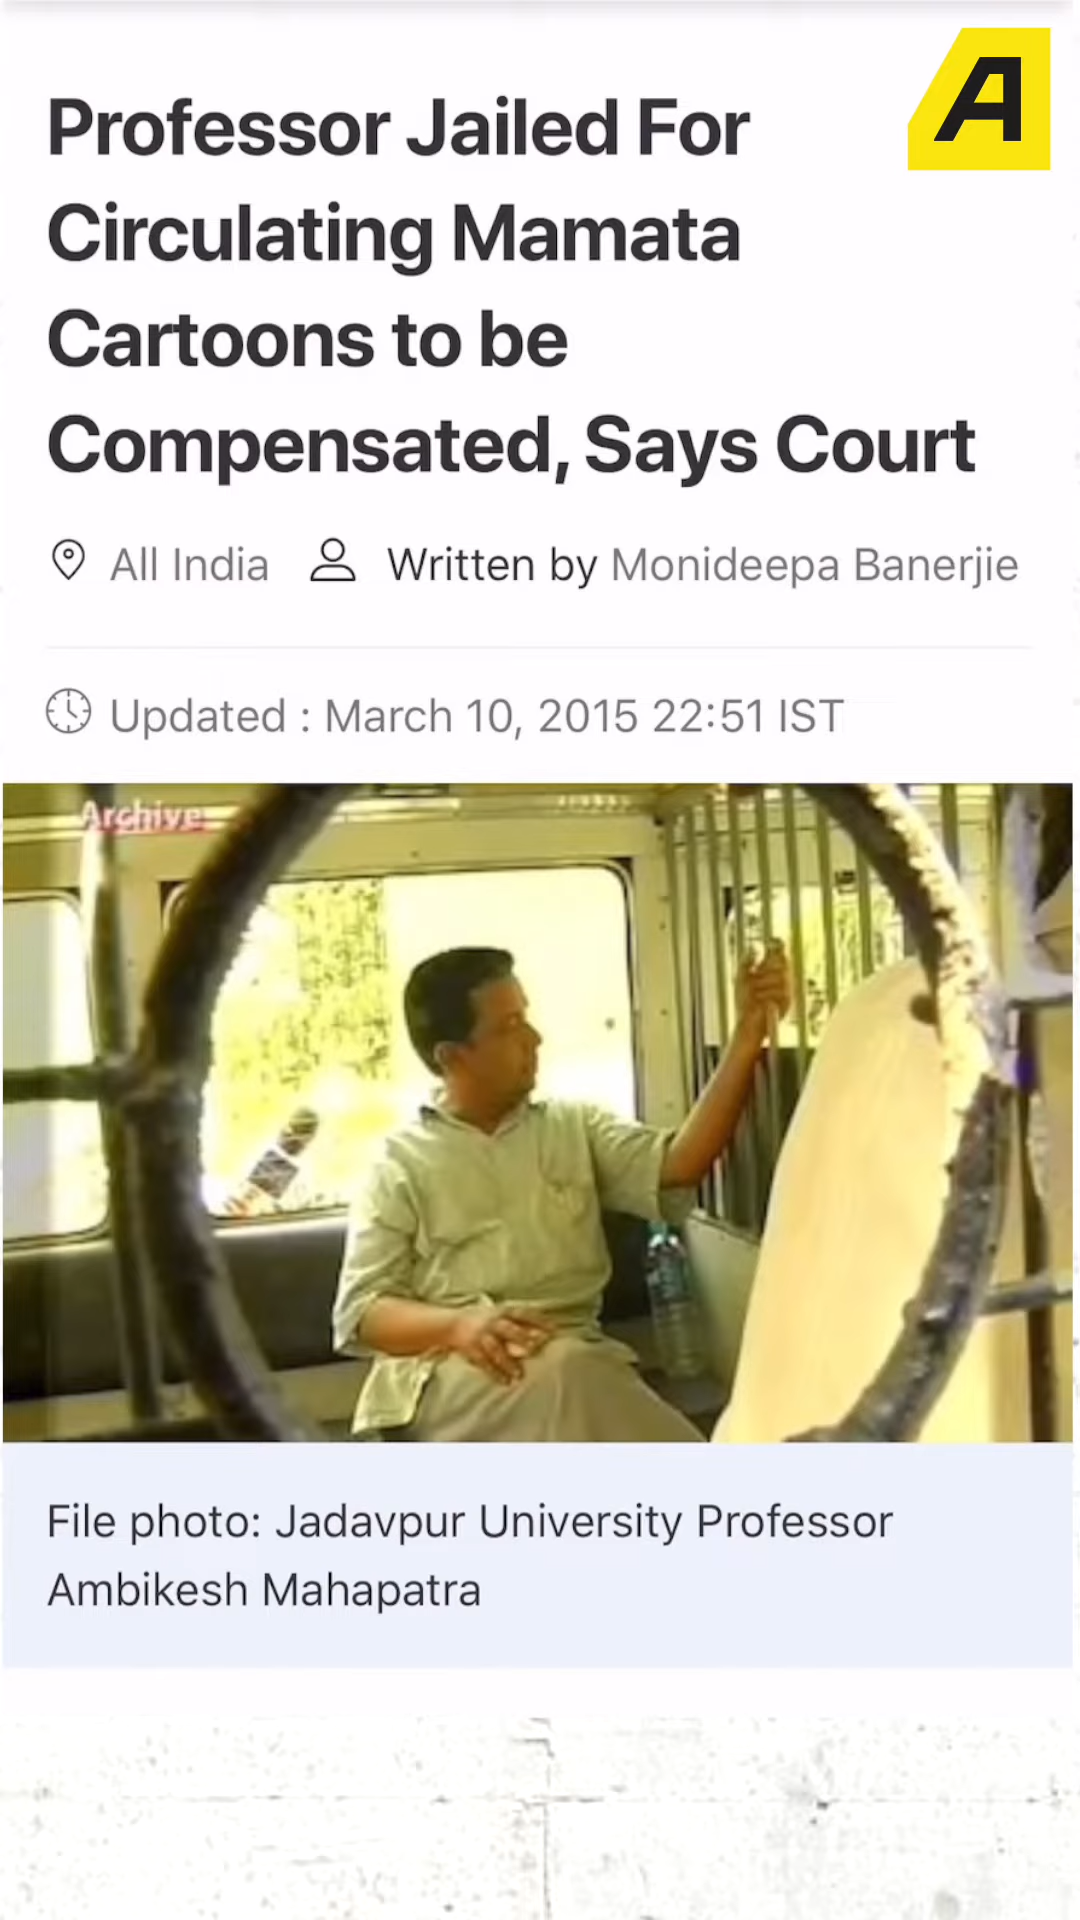 A
Professor Jailed For
Circulating Mamata
Cartoons to be
Compensated, Says Court
All India Written by Monideepa Banerjie
Updated : March 10, 2015 22:51 IST
Archive
File photo: Jadavpur University Professor
Ambikesh Mahapatra